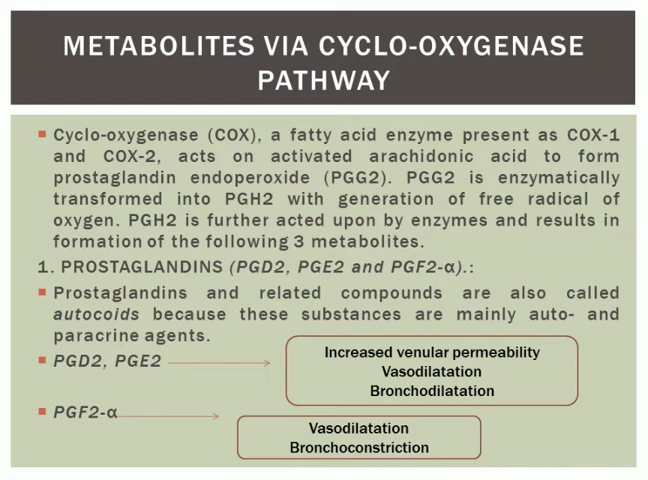 METABOLITES VIA CYCLO-OXYGENASE
PATHWAY
Cyclo-oxygenase (COX), a fatty acid enzyme present as COX-1
and COX-2, acts on activated arachidonic acid to form
prostaglandin endoperoxide (PGG2). PGG2 is enzymatically
transformed into PGH2 with generation of free radical of
oxygen. PGH2 is further acted upon by enzymes and results in
formation of the following 3 metabolites.
1. PROSTAGLANDINS (PGD2, PGE2 and PGF2-α).:
Prostaglandins and related compounds are also called
autocoids because these substances are mainly auto- and
paracrine agents.
PGD2, PGE2
Increased venular permeability
Vasodilatation
Bronchodilatation
PGF2-α
Vasodilatation
Bronchoconstriction